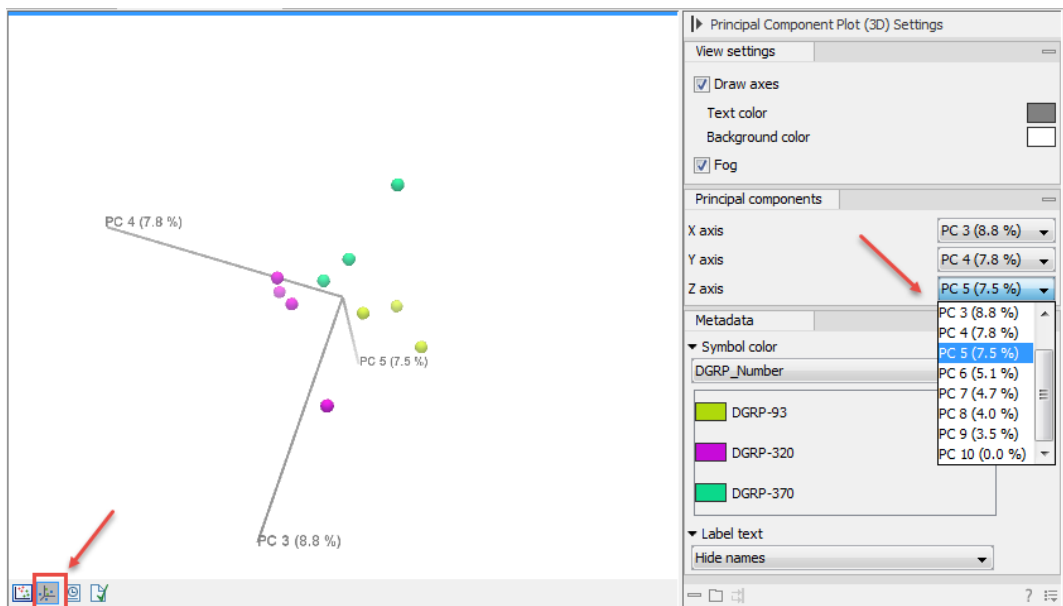 PC 4 (7.8 %)
PC 5 (7.5 %)
PC 3 (8.8 %)
Principal Component Plot (3D) Settings
View settings
Draw axes
Text color
Background color
Fog
Principal components
X axis PC 3 (8.8 %)
Y axis PC 4 (7.8 %)
Z axis PC 5 (7.5 %)
PC 3 (8.8 %)
PC 4 (7.8 %)
PC 5 (7.5 %)
PC 6 (5.1 %)
PC 7 (4.7 %)
PC 8 (4.0 %)
PC 9 (3.5 %)
PC 10 (0.0 %)
Metadata
Symbol color
DGRP_Number
DGRP-93
DGRP-320
DGRP-370
Label text
Hide names
?